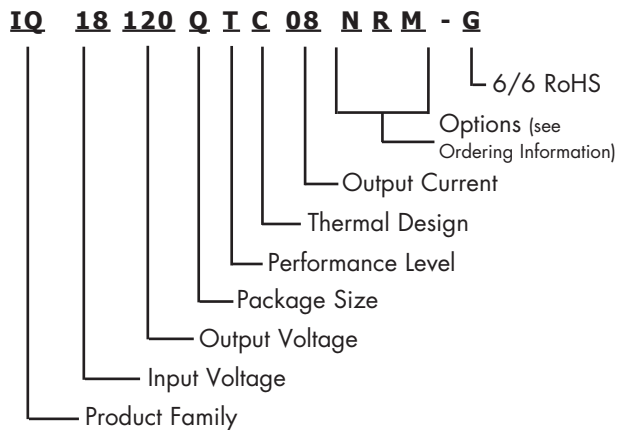 IQ 18 120 Q T C 08 N R M - G
6/6 RoHS
Options (see
Ordering Information)
Output Current
Thermal Design
Performance Level
Package Size
Output Voltage
Input Voltage
Product Family